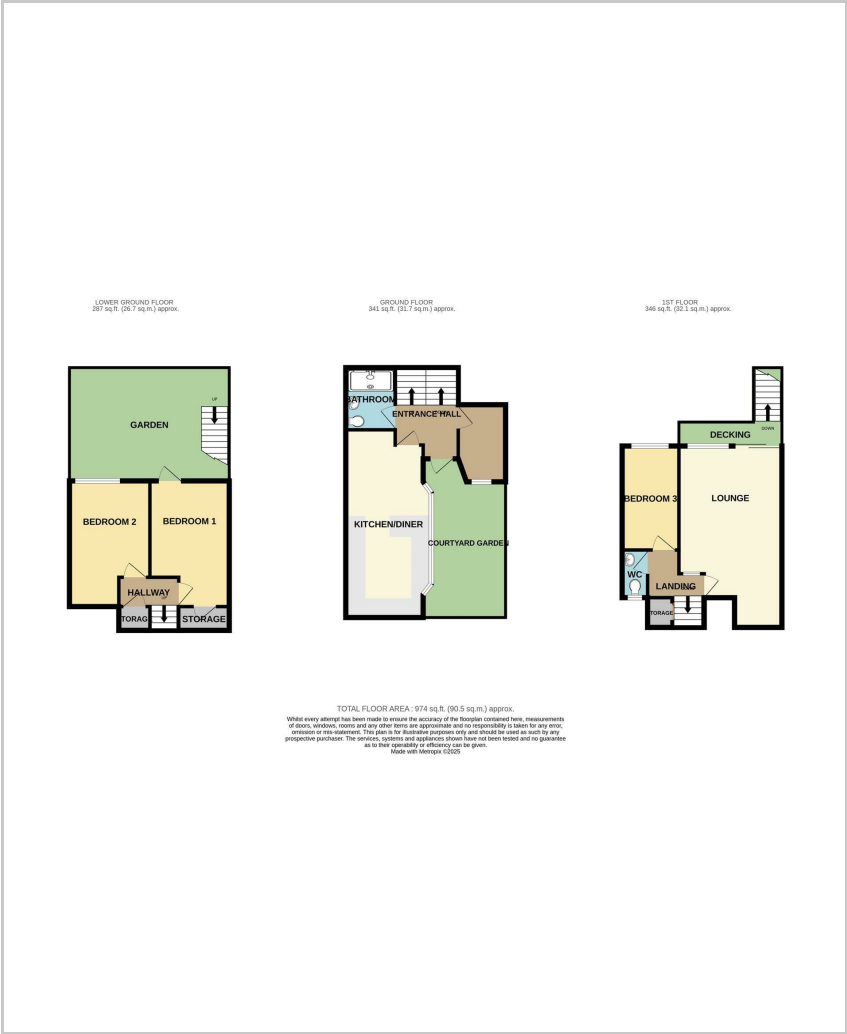 LOWER GROUND FLOOR
287 sq.ft. (26.7 sq.m.) approx.
GARDEN
UP
BEDROOM 2
BEDROOM 1
HALLWAY
UP
TORAG
STORAGE
GROUND FLOOR
341 sq.ft. (31.7 sq.m.) approx.
BATHROOM
ENTRANCE HALL
KITCHEN/DINER
COURTYARD GARDEN
1ST FLOOR
346 sq.ft. (32.1 sq.m.) approx.
DECKING
DOWN
BEDROOM 3
LOUNGE
WC
LANDING
TORAGE
TOTAL FLOOR AREA : 974 sq.ft. (90.5 sq.m.) approx.
Whilst every attempt has been made to ensure the accuracy of the floorplan contained here, measurements
of doors, windows, rooms and any other items are approximate and no responsibility is taken for any error,
omission or mis-statement. This plan is for illustrative purposes only and should be used as such by any
prospective purchaser. The services, systems and appliances shown have not been tested and no guarantee
as to their operability or efficiency can be given.
Made with Metropix ©2025